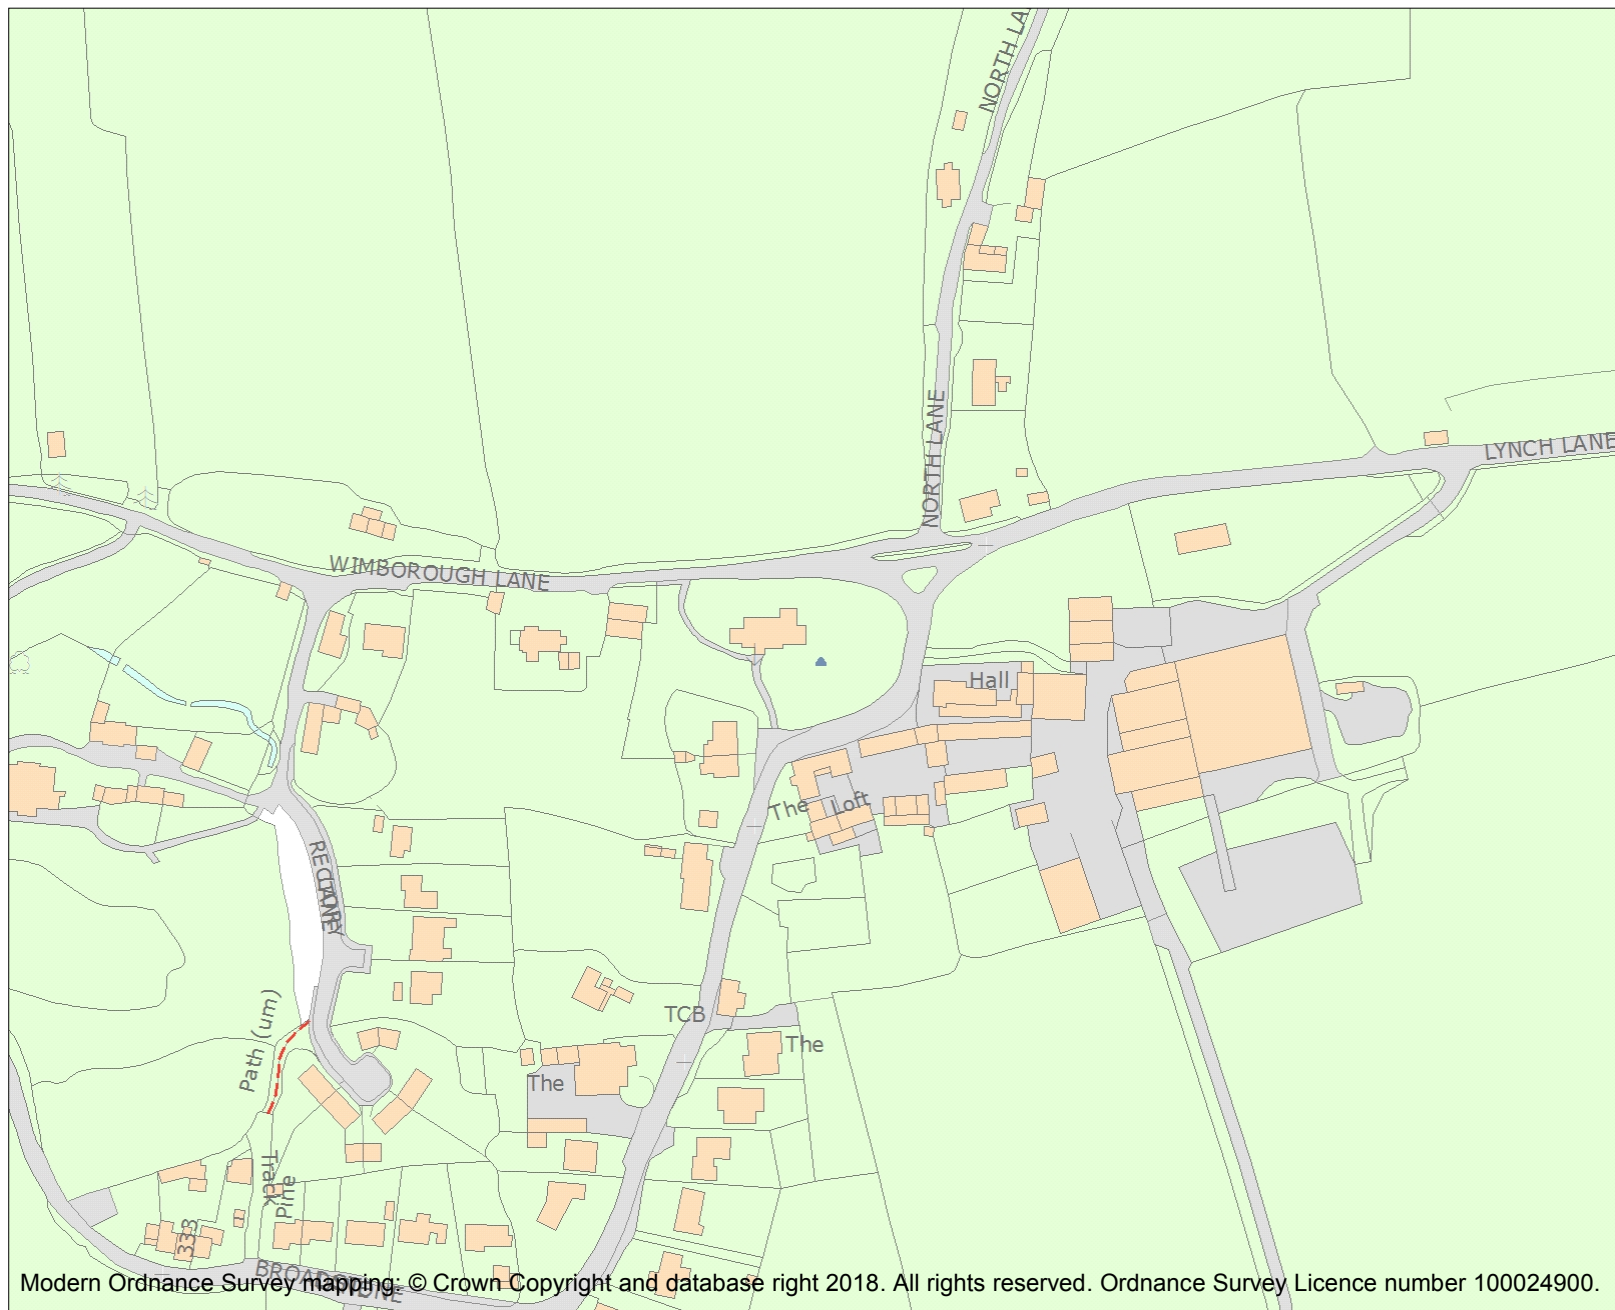 NORTH LA
NORTH LANE
LYNCH LANE
WIMBOROUGH LANE
Hall
The Loft
RECTORY
LANE
Path (um)
TCB
The
The
Track
Pine
333
Modern Ordnance Survey mapping: © Crown Copyright and database right 2018. All rights reserved. Ordnance Survey Licence number 100024900.